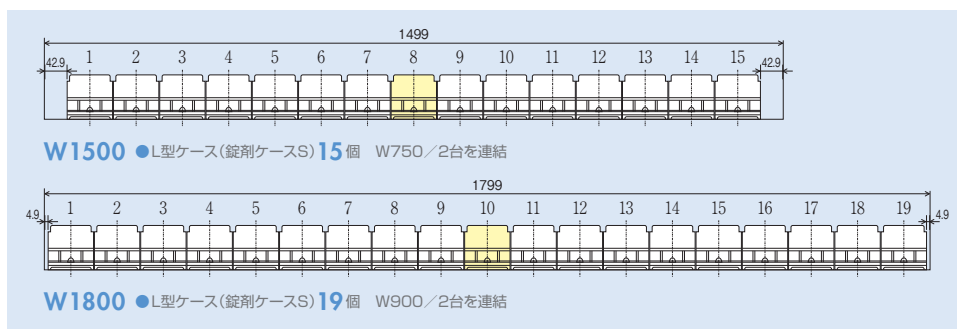 1499
42.9 1 2 3 4 5 6 7 8 9 10 11 12 13 14 15 42.9
W1500 ●L型ケース(錠剤ケースS)15個 W750／2台を連結
1799
4.9 1 2 3 4 5 6 7 8 9 10 11 12 13 14 15 16 17 18 19 4.9
W1800 ●L型ケース(錠剤ケースS)19個 W900／2台を連結